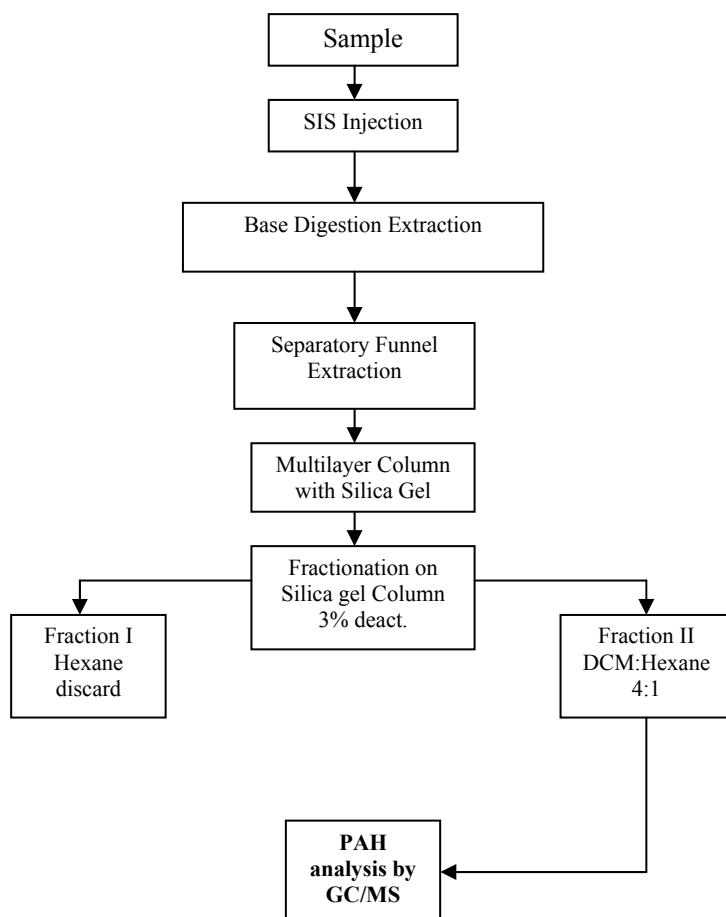 Sample
SIS Injection
Base Digestion Extraction
Separatory Funnel
Extraction
Multilayer Column
with Silica Gel
Fractionation on
Silica gel Column
3% deact.
Fraction I
Hexane
discard
Fraction II
DCM:Hexane
4:1
PAH
analysis by
GC/MS